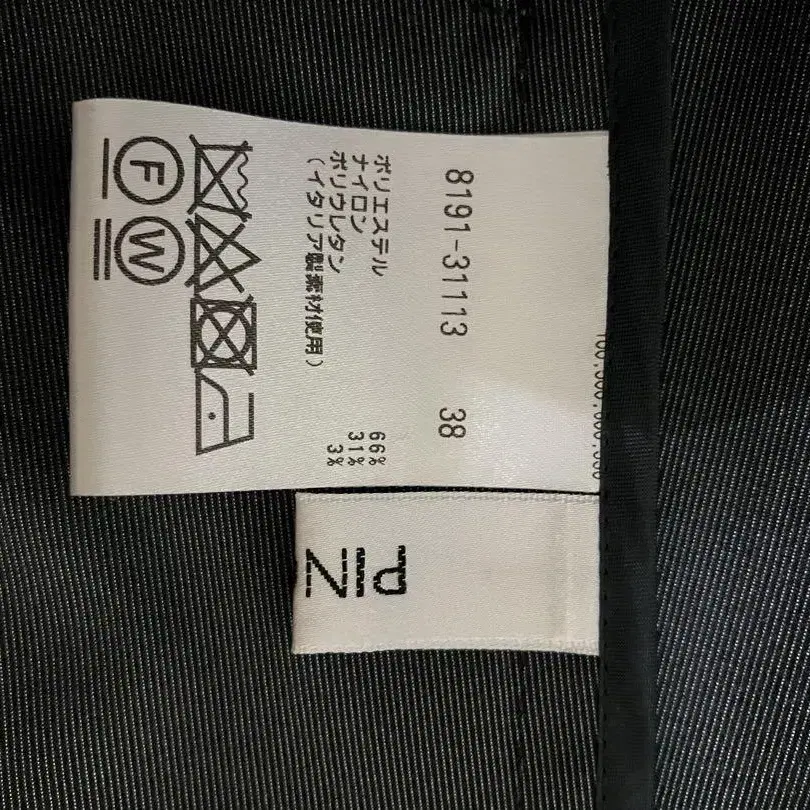 8191-31113 38
ポリエステル 66%
ナイロン 31%
ポリウレタン 3%
(イタリア製素材使用)
F
W
PIN